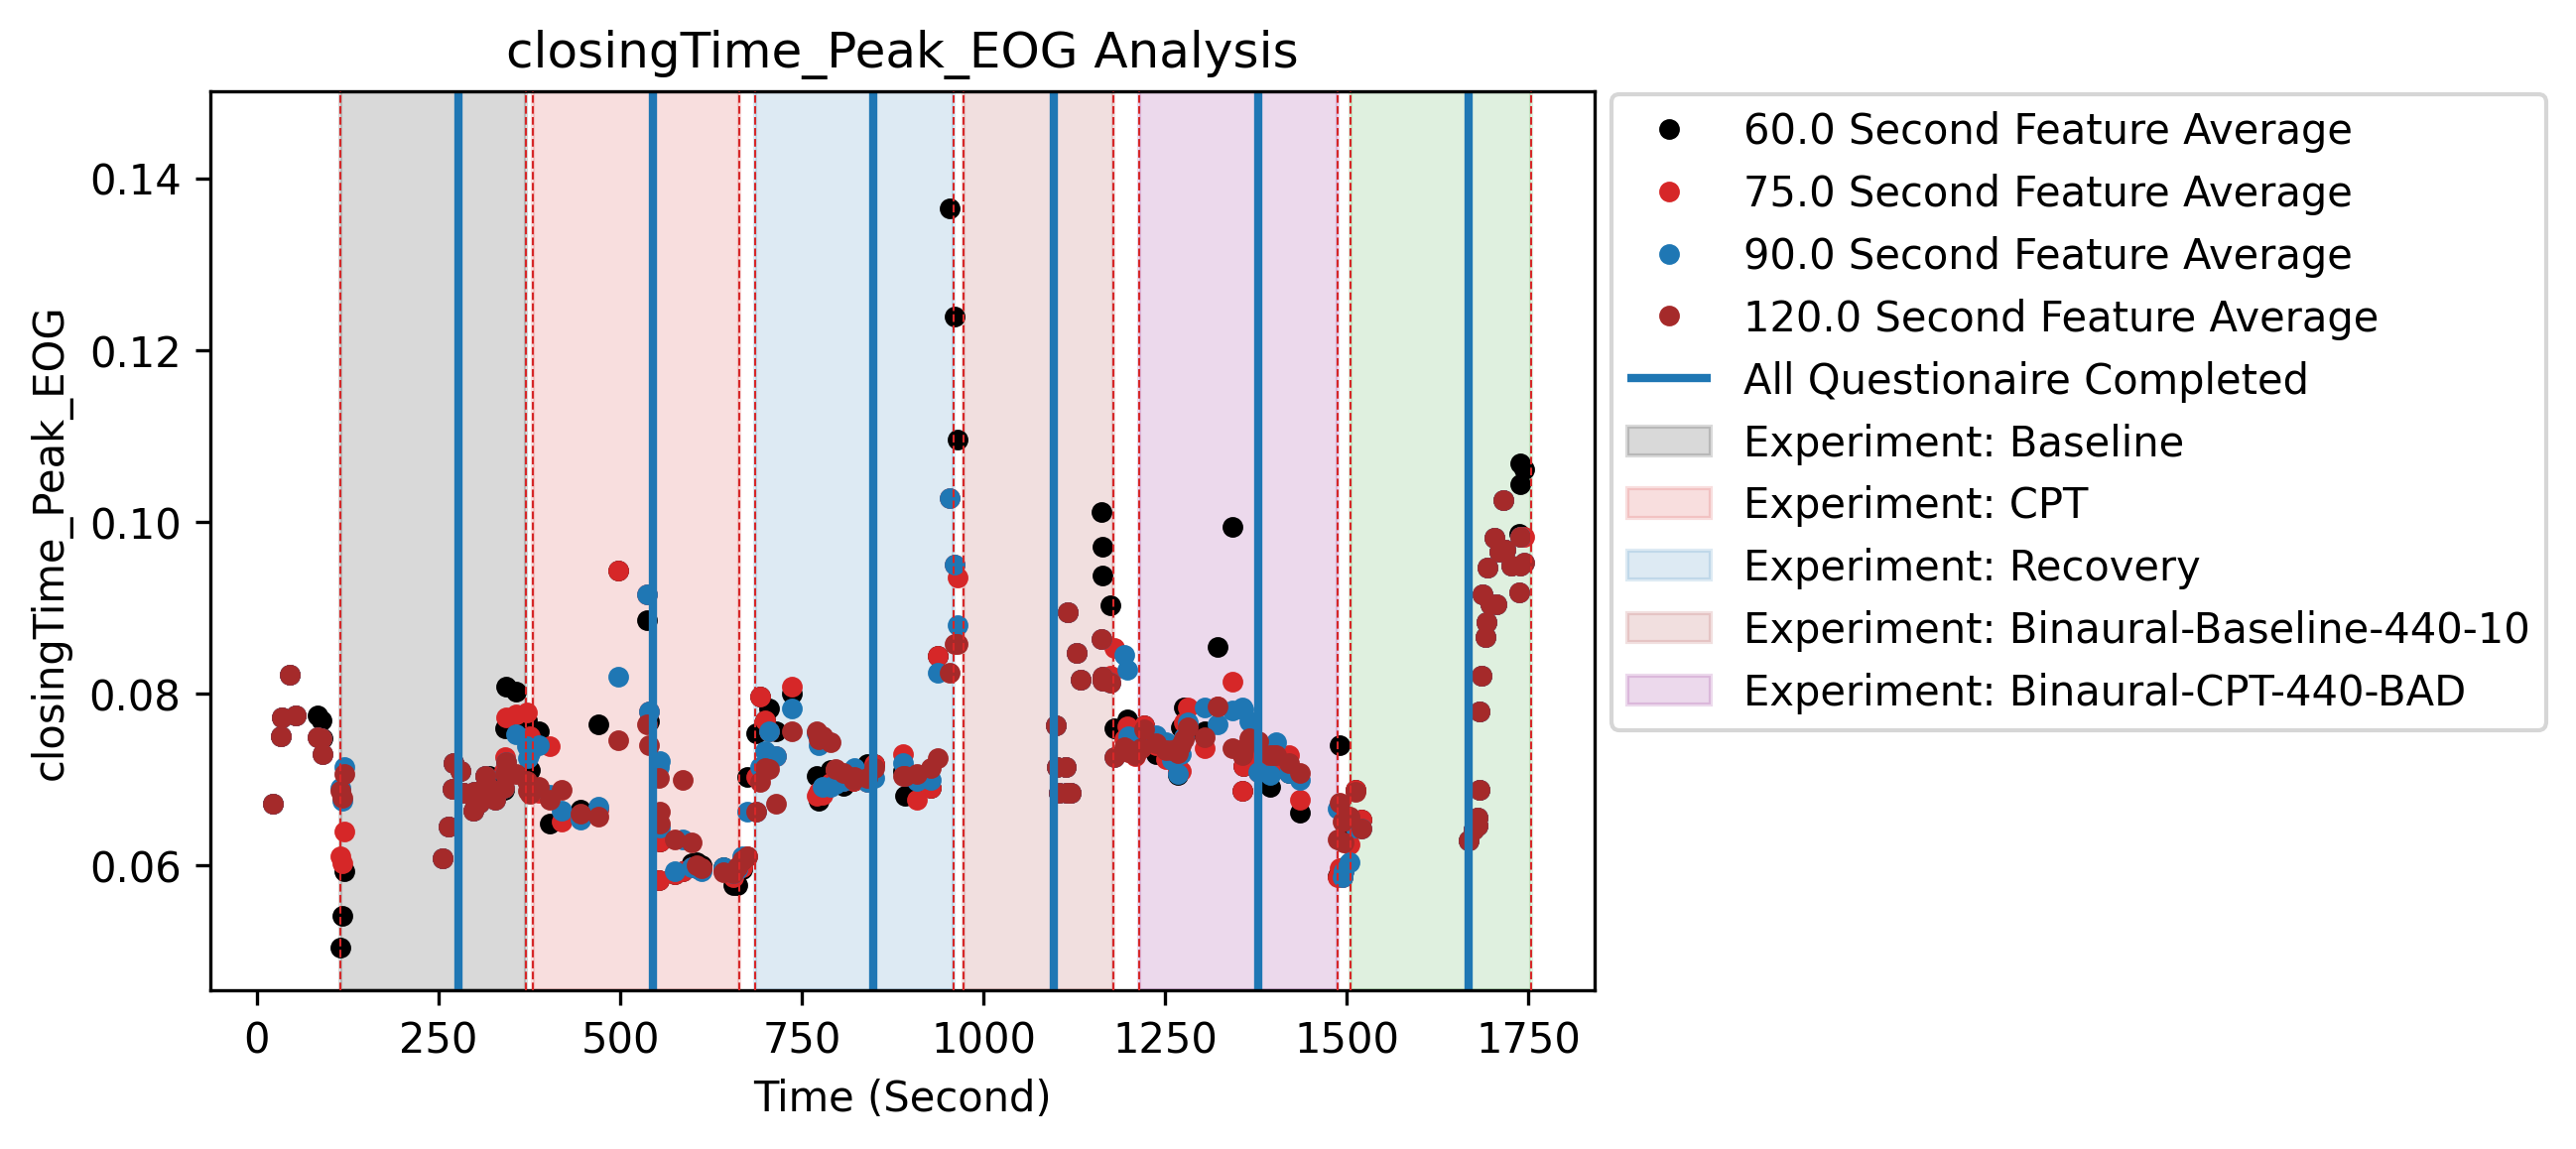 closingTime_Peak_EOG Analysis
closingTime_Peak_EOG
0.14
0.12
0.10
0.08
0.06
0 250 500 750 1000 1250 1500 1750
Time (Second)
60.0 Second Feature Average
75.0 Second Feature Average
90.0 Second Feature Average
120.0 Second Feature Average
All Questionaire Completed
Experiment: Baseline
Experiment: CPT
Experiment: Recovery
Experiment: Binaural-Baseline-440-10
Experiment: Binaural-CPT-440-BAD